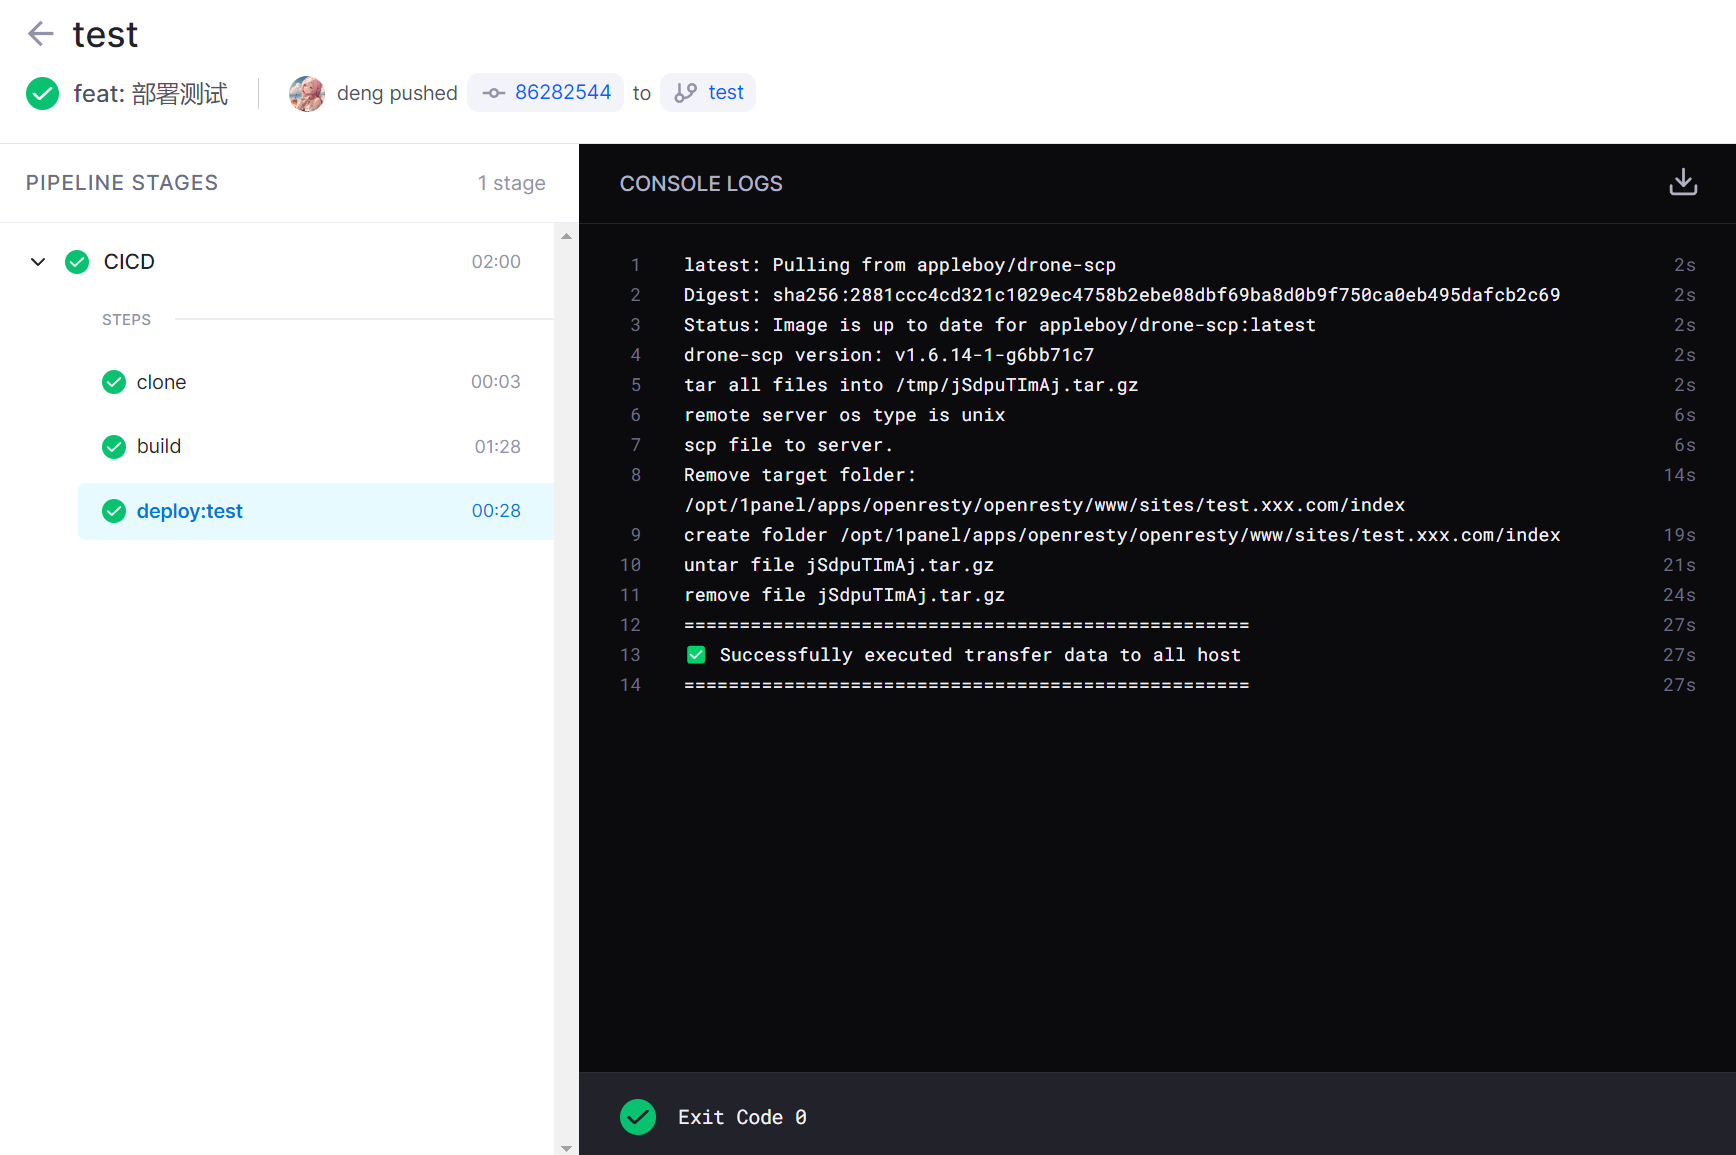 test
feat: 部署测试 deng pushed 86282544 to test
PIPELINE STAGES 1 stage
CICD 02:00
STEPS
clone 00:03
build 01:28
deploy:test 00:28
CONSOLE LOGS
1 latest: Pulling from appleboy/drone-scp 2s
2 Digest: sha256:2881ccc4cd321c1029ec4758b2ebe08dbf69ba8d0b9f750ca0eb495dafcb2c69 2s
3 Status: Image is up to date for appleboy/drone-scp:latest 2s
4 drone-scp version: v1.6.14-1-g6bb71c7 2s
5 tar all files into /tmp/jSdpuTImAj.tar.gz 2s
6 remote server os type is unix 6s
7 scp file to server. 6s
8 Remove target folder: 14s
/opt/1panel/apps/openresty/openresty/www/sites/test.xxx.com/index
9 create folder /opt/1panel/apps/openresty/openresty/www/sites/test.xxx.com/index 19s
10 untar file jSdpuTImAj.tar.gz 21s
11 remove file jSdpuTImAj.tar.gz 24s
12 =================================================== 27s
13 ✅ Successfully executed transfer data to all host 27s
14 =================================================== 27s
Exit Code 0